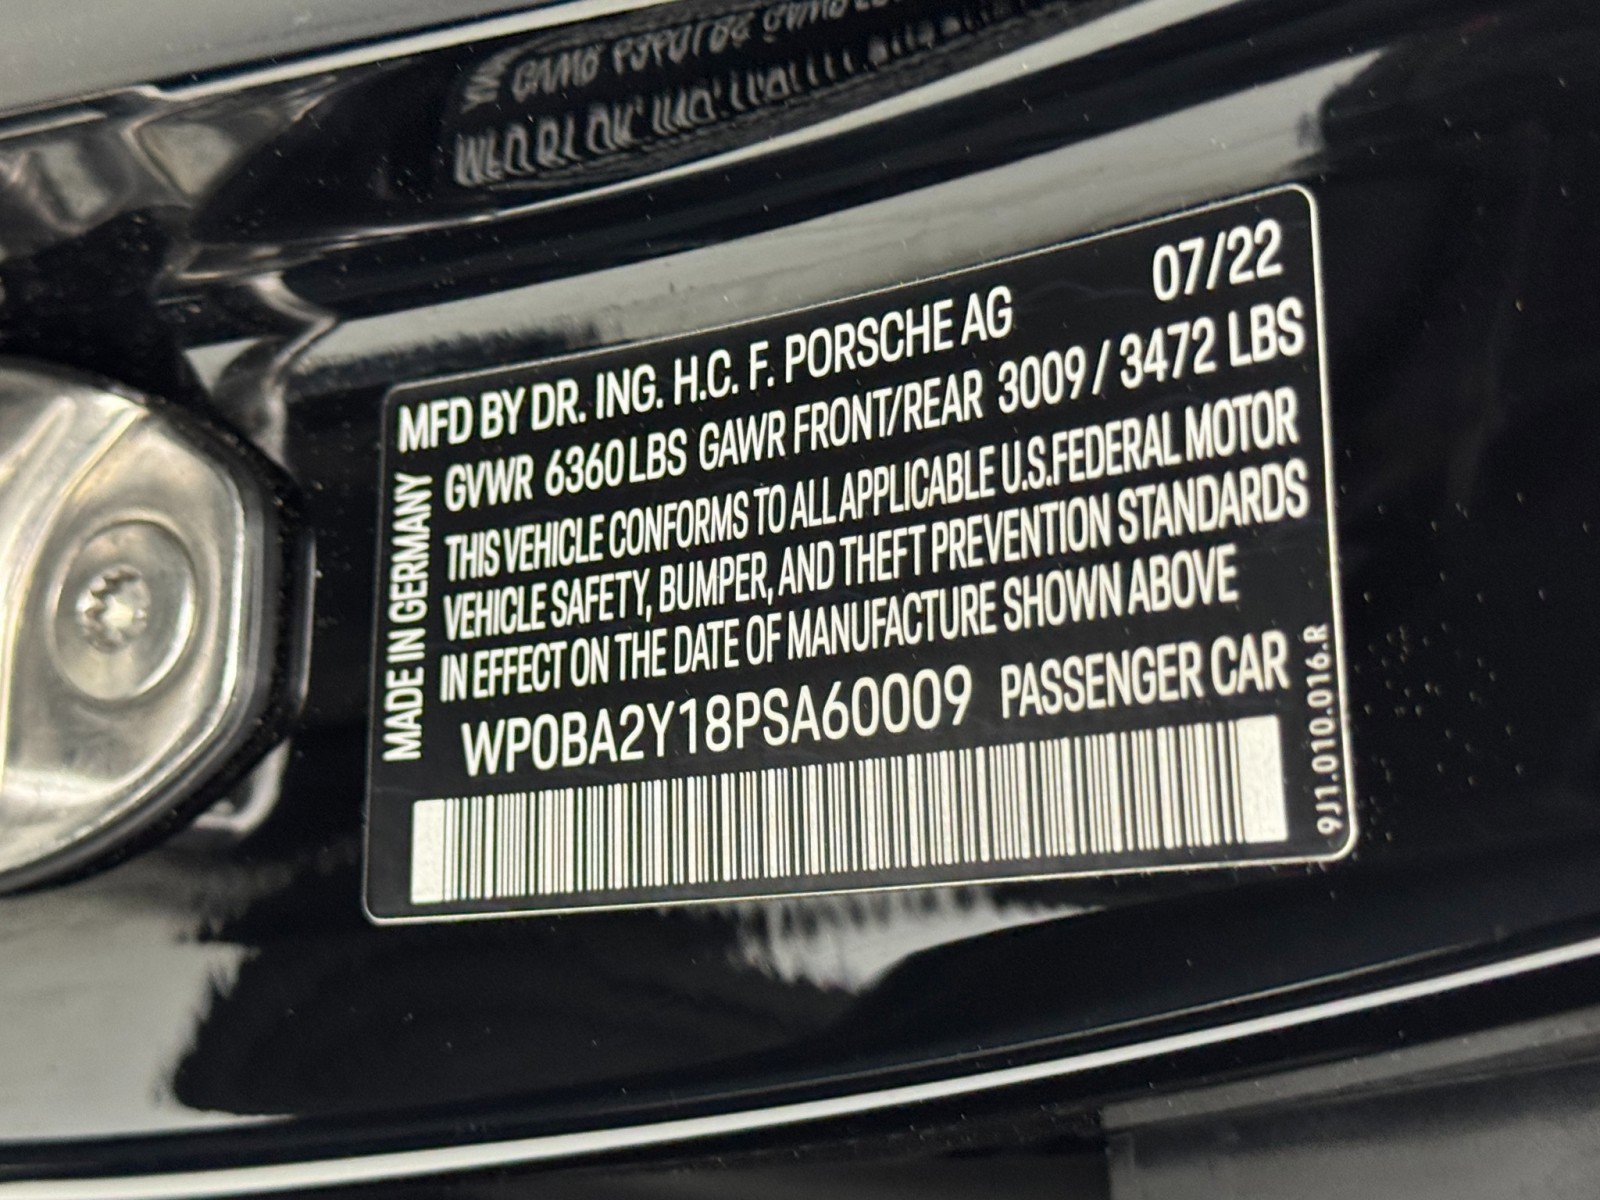 07/22
MFD BY DR. ING. H.C. F. PORSCHE AG
GVWR 6360 LBS GAWR FRONT/REAR 3009 / 3472 LBS
THIS VEHICLE CONFORMS TO ALL APPLICABLE U.S.FEDERAL MOTOR
VEHICLE SAFETY, BUMPER, AND THEFT PREVENTION STANDARDS
IN EFFECT ON THE DATE OF MANUFACTURE SHOWN ABOVE
WP0BA2Y18PSA60009 PASSENGER CAR
MADE IN GERMANY
9J1.010.016.R